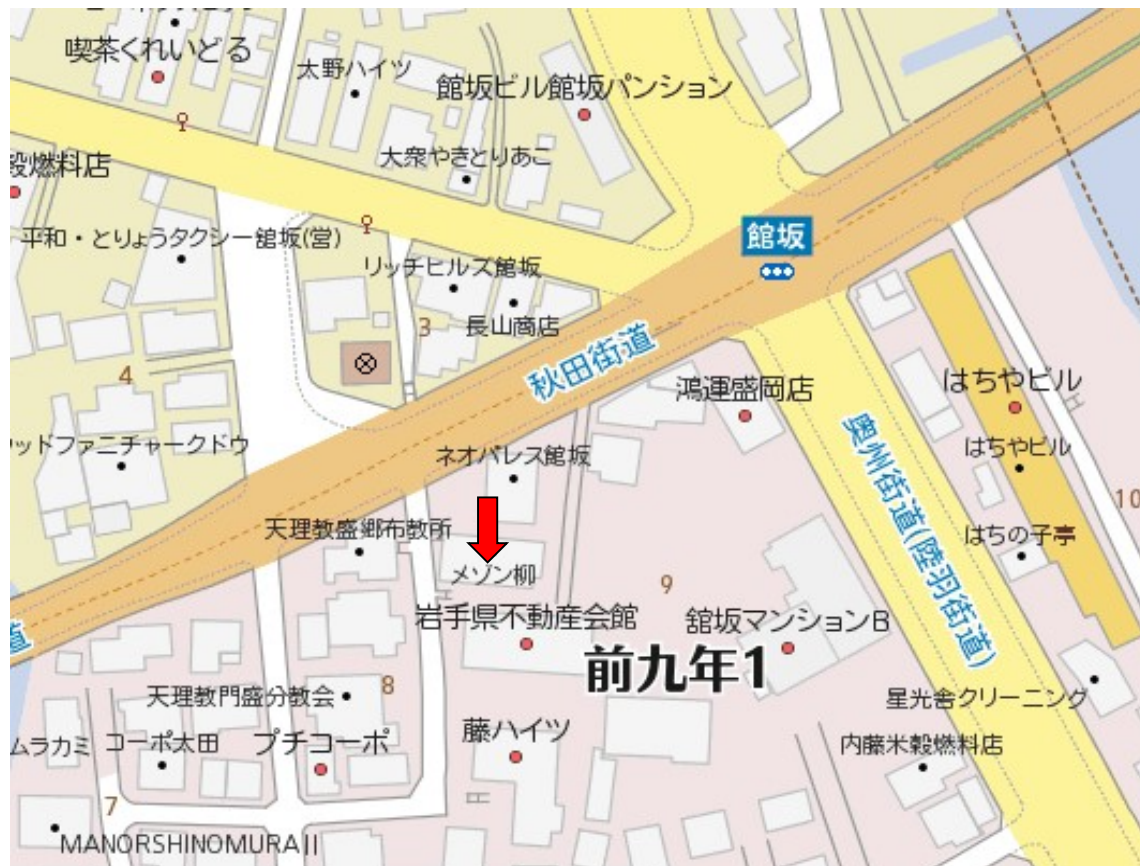 喫茶くれいどる
太野ハイツ
館坂ビル館坂パンション
大衆やきとりあこ
燃料店
平和・とりょうタクシー舘坂(営)
館坂
リッチヒルズ館坂
3
長山商店
4
秋田街道
鴻運盛岡店
はちやビル
ッドファニチャークドウ
ネオパレス館坂
奥州街道(陸羽街道)
はちやビル
10
天理教盛郷布教所
はちの子亭
メゾン柳
9
岩手県不動産会館
舘坂マンションB
道
前九年1
天理教門盛分教会
8
星光舎クリーニング
ムラカミ
コーポ太田
プチコーポ
藤ハイツ
内藤米穀燃料店
7
MANORSHINOMURAII